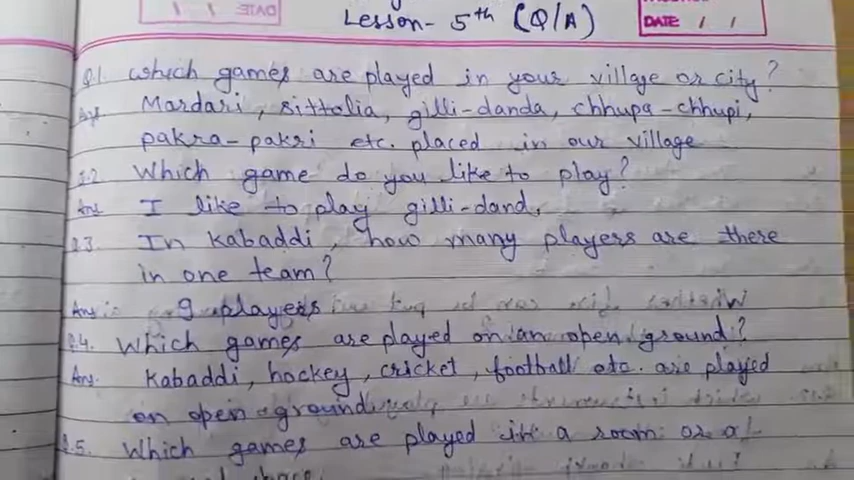 Lesson- 5th (Q/A)
DATE / /
Q.1 which games are played in your village or city?
Ans Mardari, sittolia, gilli-danda, chhupa-chhupi,
pakra-pakri etc. placed in our village
Q.2 Which game do you like to play?
Ans I like to play gilli-dand.
Q.3 In kabaddi, how many players are there
in one team?
Ans 9 players
Q.4. Which games are played on an open ground?
Ans. Kabaddi, hockey, cricket, football etc. are played
on open ground
Q.5. Which games are played in a room or a